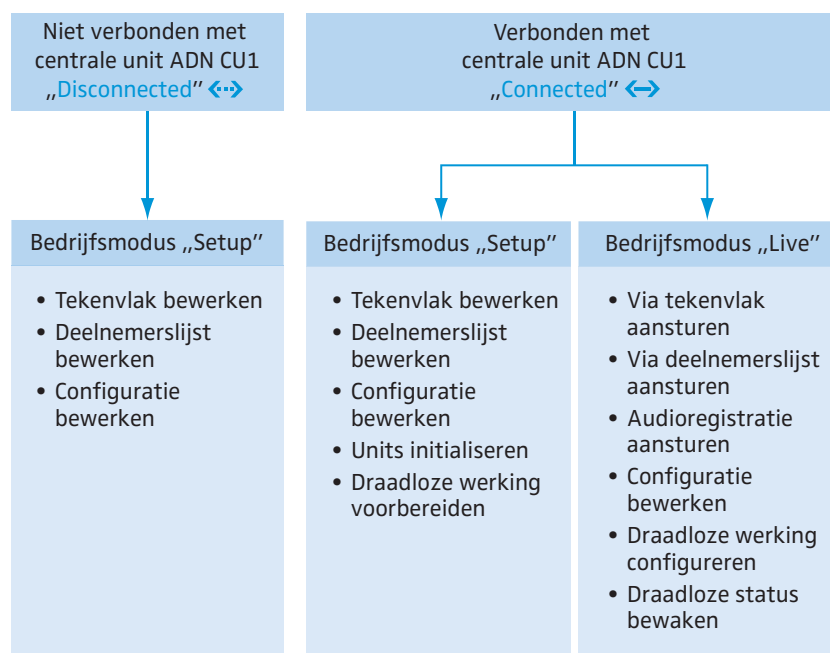 Niet verbonden met
centrale unit ADN CU1
„Disconnected”
Verbonden met
centrale unit ADN CU1
„Connected”
Bedrijfsmodus „Setup”
• Tekenvlak bewerken
• Deelnemerslijst
bewerken
• Configuratie
bewerken
Bedrijfsmodus „Setup”
• Tekenvlak bewerken
• Deelnemerslijst
bewerken
• Configuratie
bewerken
• Units initialiseren
• Draadloze werking
voorbereiden
Bedrijfsmodus „Live”
• Via tekenvlak
aansturen
• Via deelnemerslijst
aansturen
• Audioregistratie
aansturen
• Configuratie
bewerken
• Draadloze werking
configureren
• Draadloze status
bewaken